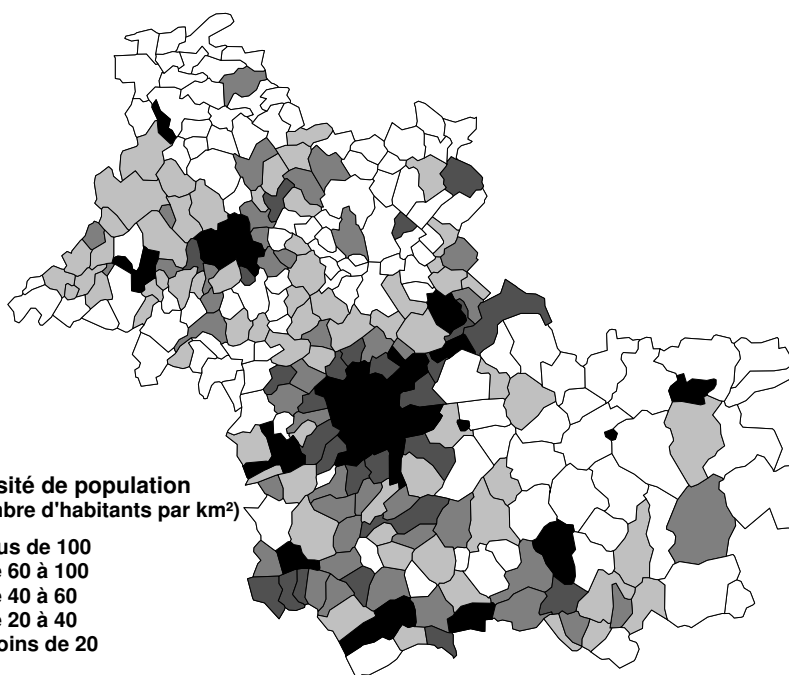 sité de population
bre d'habitants par km²)
us de 100
60 à 100
40 à 60
20 à 40
oins de 20